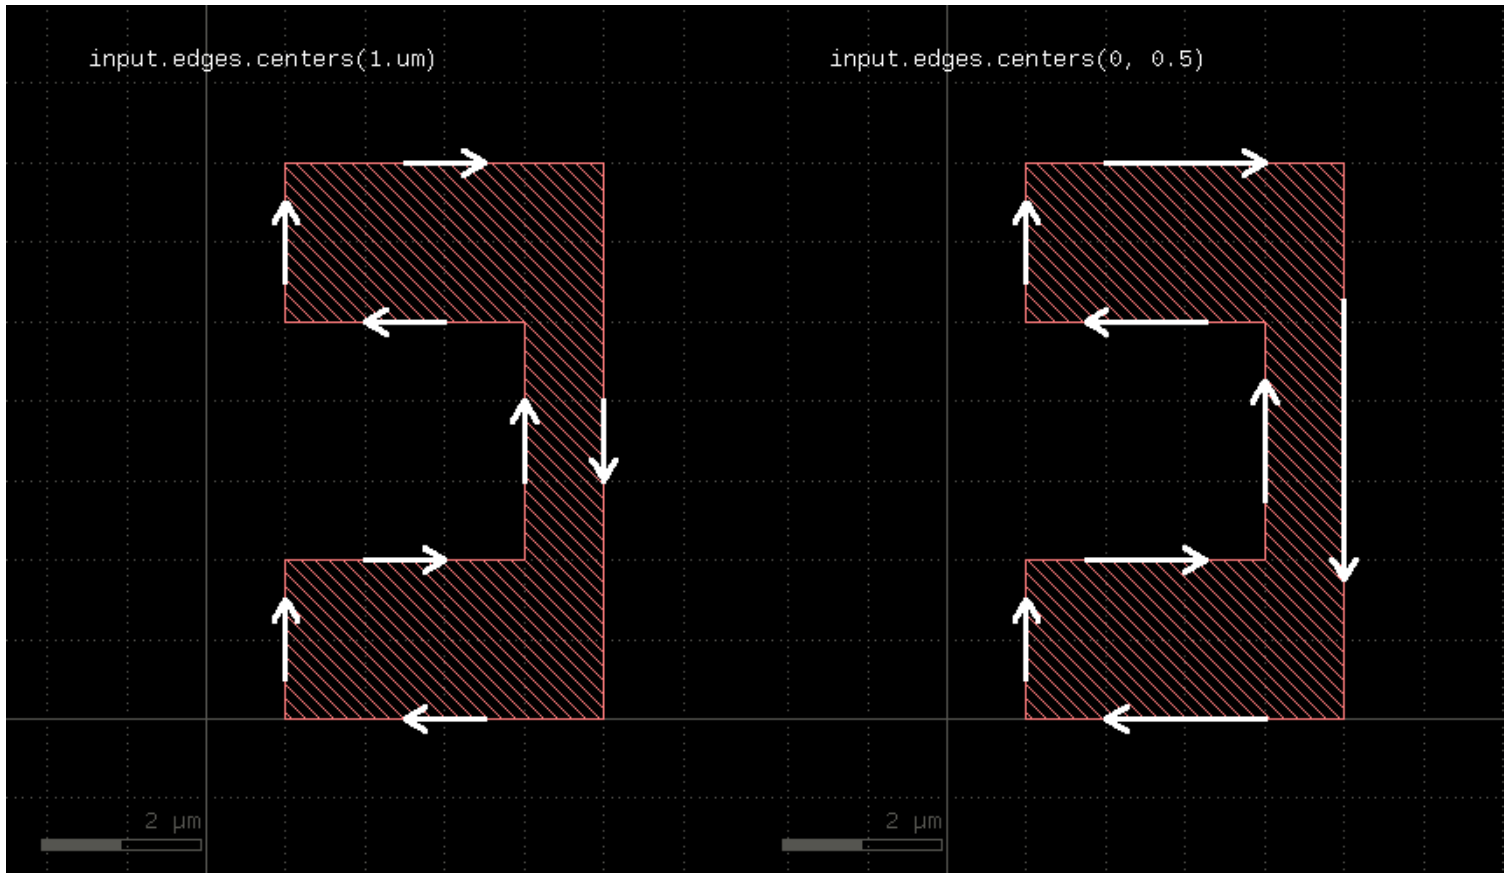 input.edges.centers(1.um)
input.edges.centers(0, 0.5)
2 µm
2 µm